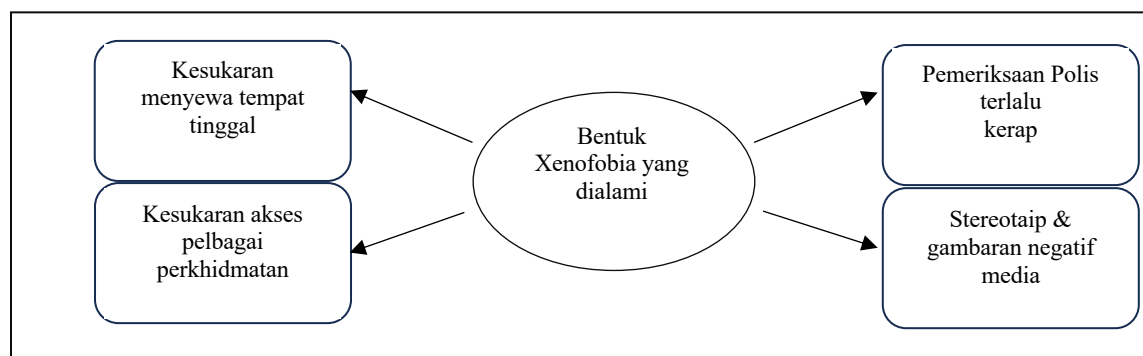 Kesukaran
menyewa tempat
tinggal
Kesukaran akses
pelbagai
perkhidmatan
Bentuk
Xenofobia yang
dialami
Pemeriksaan Polis
terlalu
kerap
Stereotaip &
gambaran negatif
media